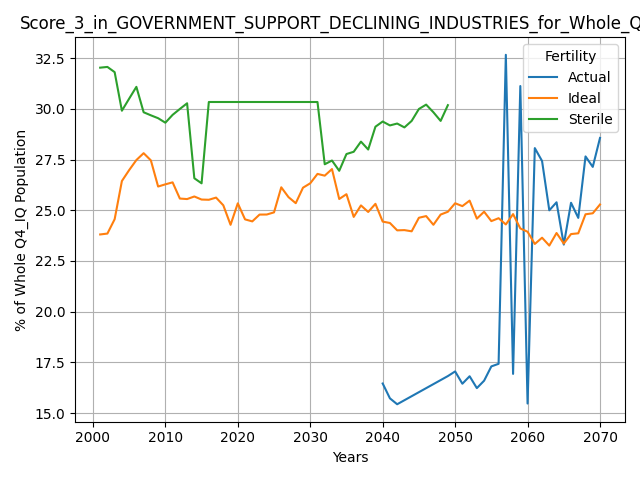 Score_3_in_GOVERNMENT_SUPPORT_DECLINING_INDUSTRIES_for_Whole_Q
Fertility
Actual
Ideal
Sterile
% of Whole Q4_IQ Population
32.5
30.0
27.5
25.0
22.5
20.0
17.5
15.0
2000 2010 2020 2030 2040 2050 2060 2070
Years